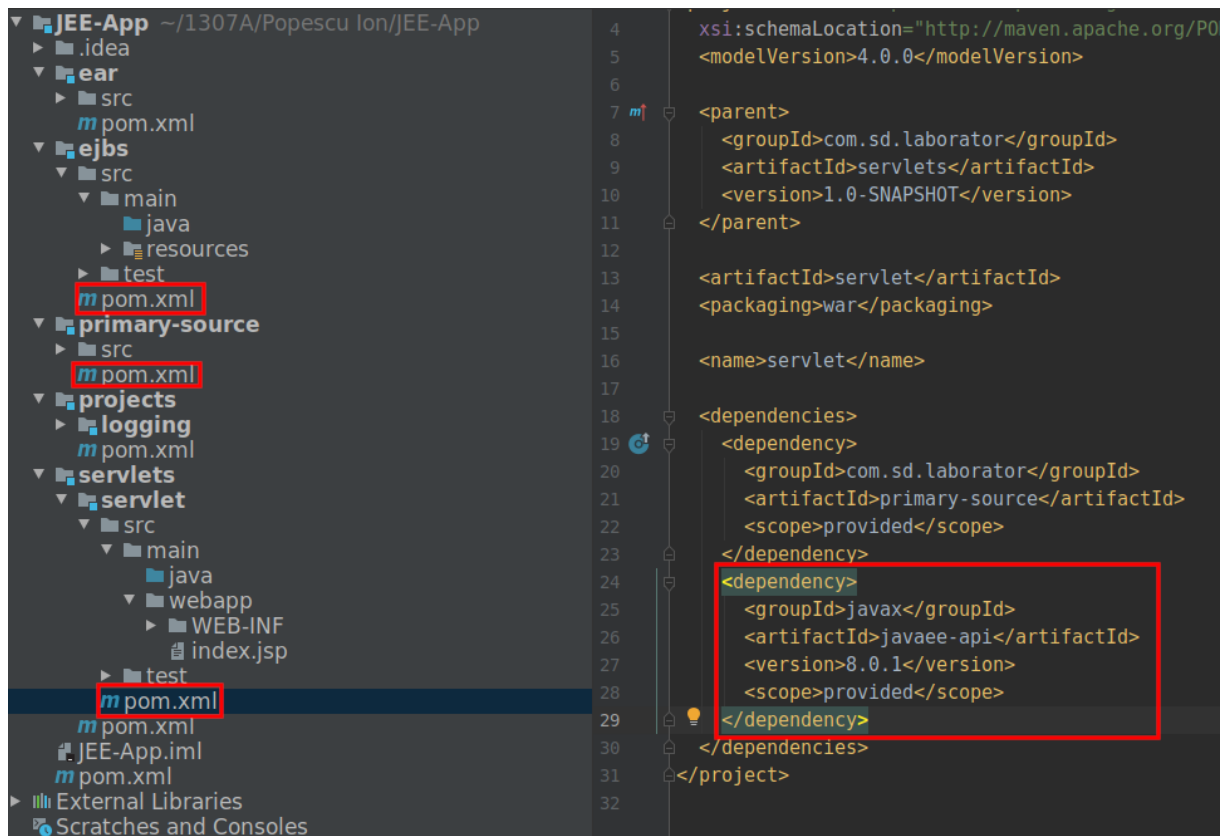 JEE-App ~/1307A/Popescu Ion/JEE-App
.idea
ear
src
pom.xml
ejbs
src
main
java
resources
test
pom.xml
primary-source
src
pom.xml
projects
logging
pom.xml
servlets
servlet
src
main
java
webapp
WEB-INF
index.jsp
test
pom.xml
pom.xml
JEE-App.iml
pom.xml
External Libraries
Scratches and Consoles
4 xsi:schemaLocation="http://maven.apache.org/PO
5 <modelVersion>4.0.0</modelVersion>
6
7 <parent>
8 <groupId>com.sd.laborator</groupId>
9 <artifactId>servlets</artifactId>
10 <version>1.0-SNAPSHOT</version>
11 </parent>
12
13 <artifactId>servlet</artifactId>
14 <packaging>war</packaging>
15
16 <name>servlet</name>
17
18 <dependencies>
19 <dependency>
20 <groupId>com.sd.laborator</groupId>
21 <artifactId>primary-source</artifactId>
22 <scope>provided</scope>
23 </dependency>
24 <dependency>
25 <groupId>javax</groupId>
26 <artifactId>javaee-api</artifactId>
27 <version>8.0.1</version>
28 <scope>provided</scope>
29 </dependency>
30 </dependencies>
31 </project>
32